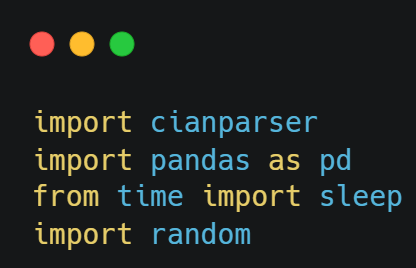 import cianparser
import pandas as pd
from time import sleep
import random